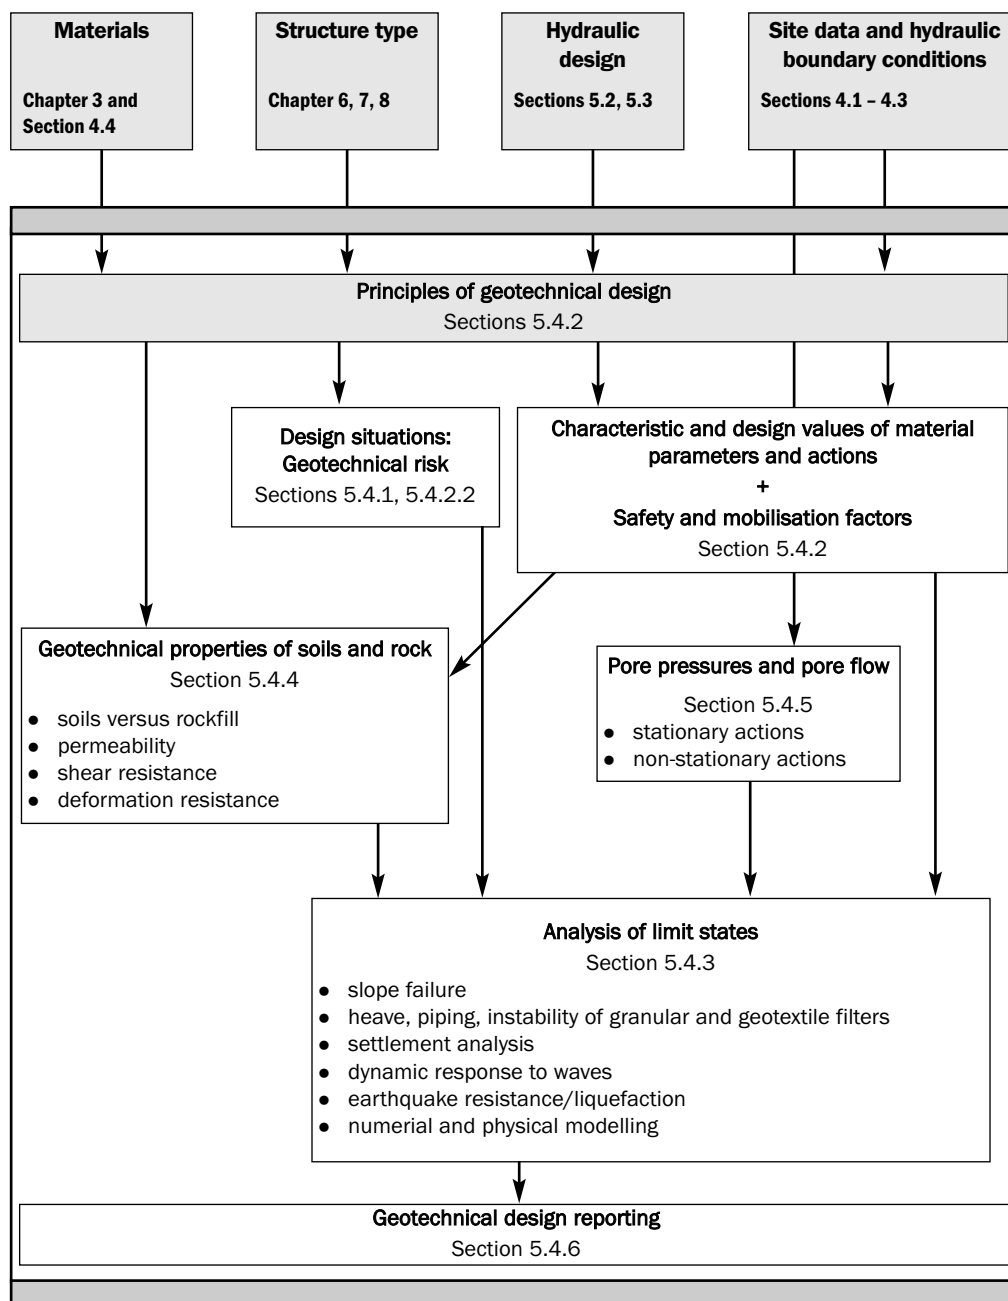 Materials
Chapter 3 and
Section 4.4
Structure type
Chapter 6, 7, 8
Hydraulic
design
Sections 5.2, 5.3
Site data and hydraulic
boundary conditions
Sections 4.1 – 4.3
Principles of geotechnical design
Sections 5.4.2
Design situations:
Geotechnical risk
Sections 5.4.1, 5.4.2.2
Characteristic and design values of material
parameters and actions
+
Safety and mobilisation factors
Section 5.4.2
Geotechnical properties of soils and rock
Section 5.4.4
● soils versus rockfill
● permeability
● shear resistance
● deformation resistance
Pore pressures and pore flow
Section 5.4.5
● stationary actions
● non-stationary actions
Analysis of limit states
Section 5.4.3
● slope failure
● heave, piping, instability of granular and geotextile filters
● settlement analysis
● dynamic response to waves
● earthquake resistance/liquefaction
● numerial and physical modelling
Geotechnical design reporting
Section 5.4.6